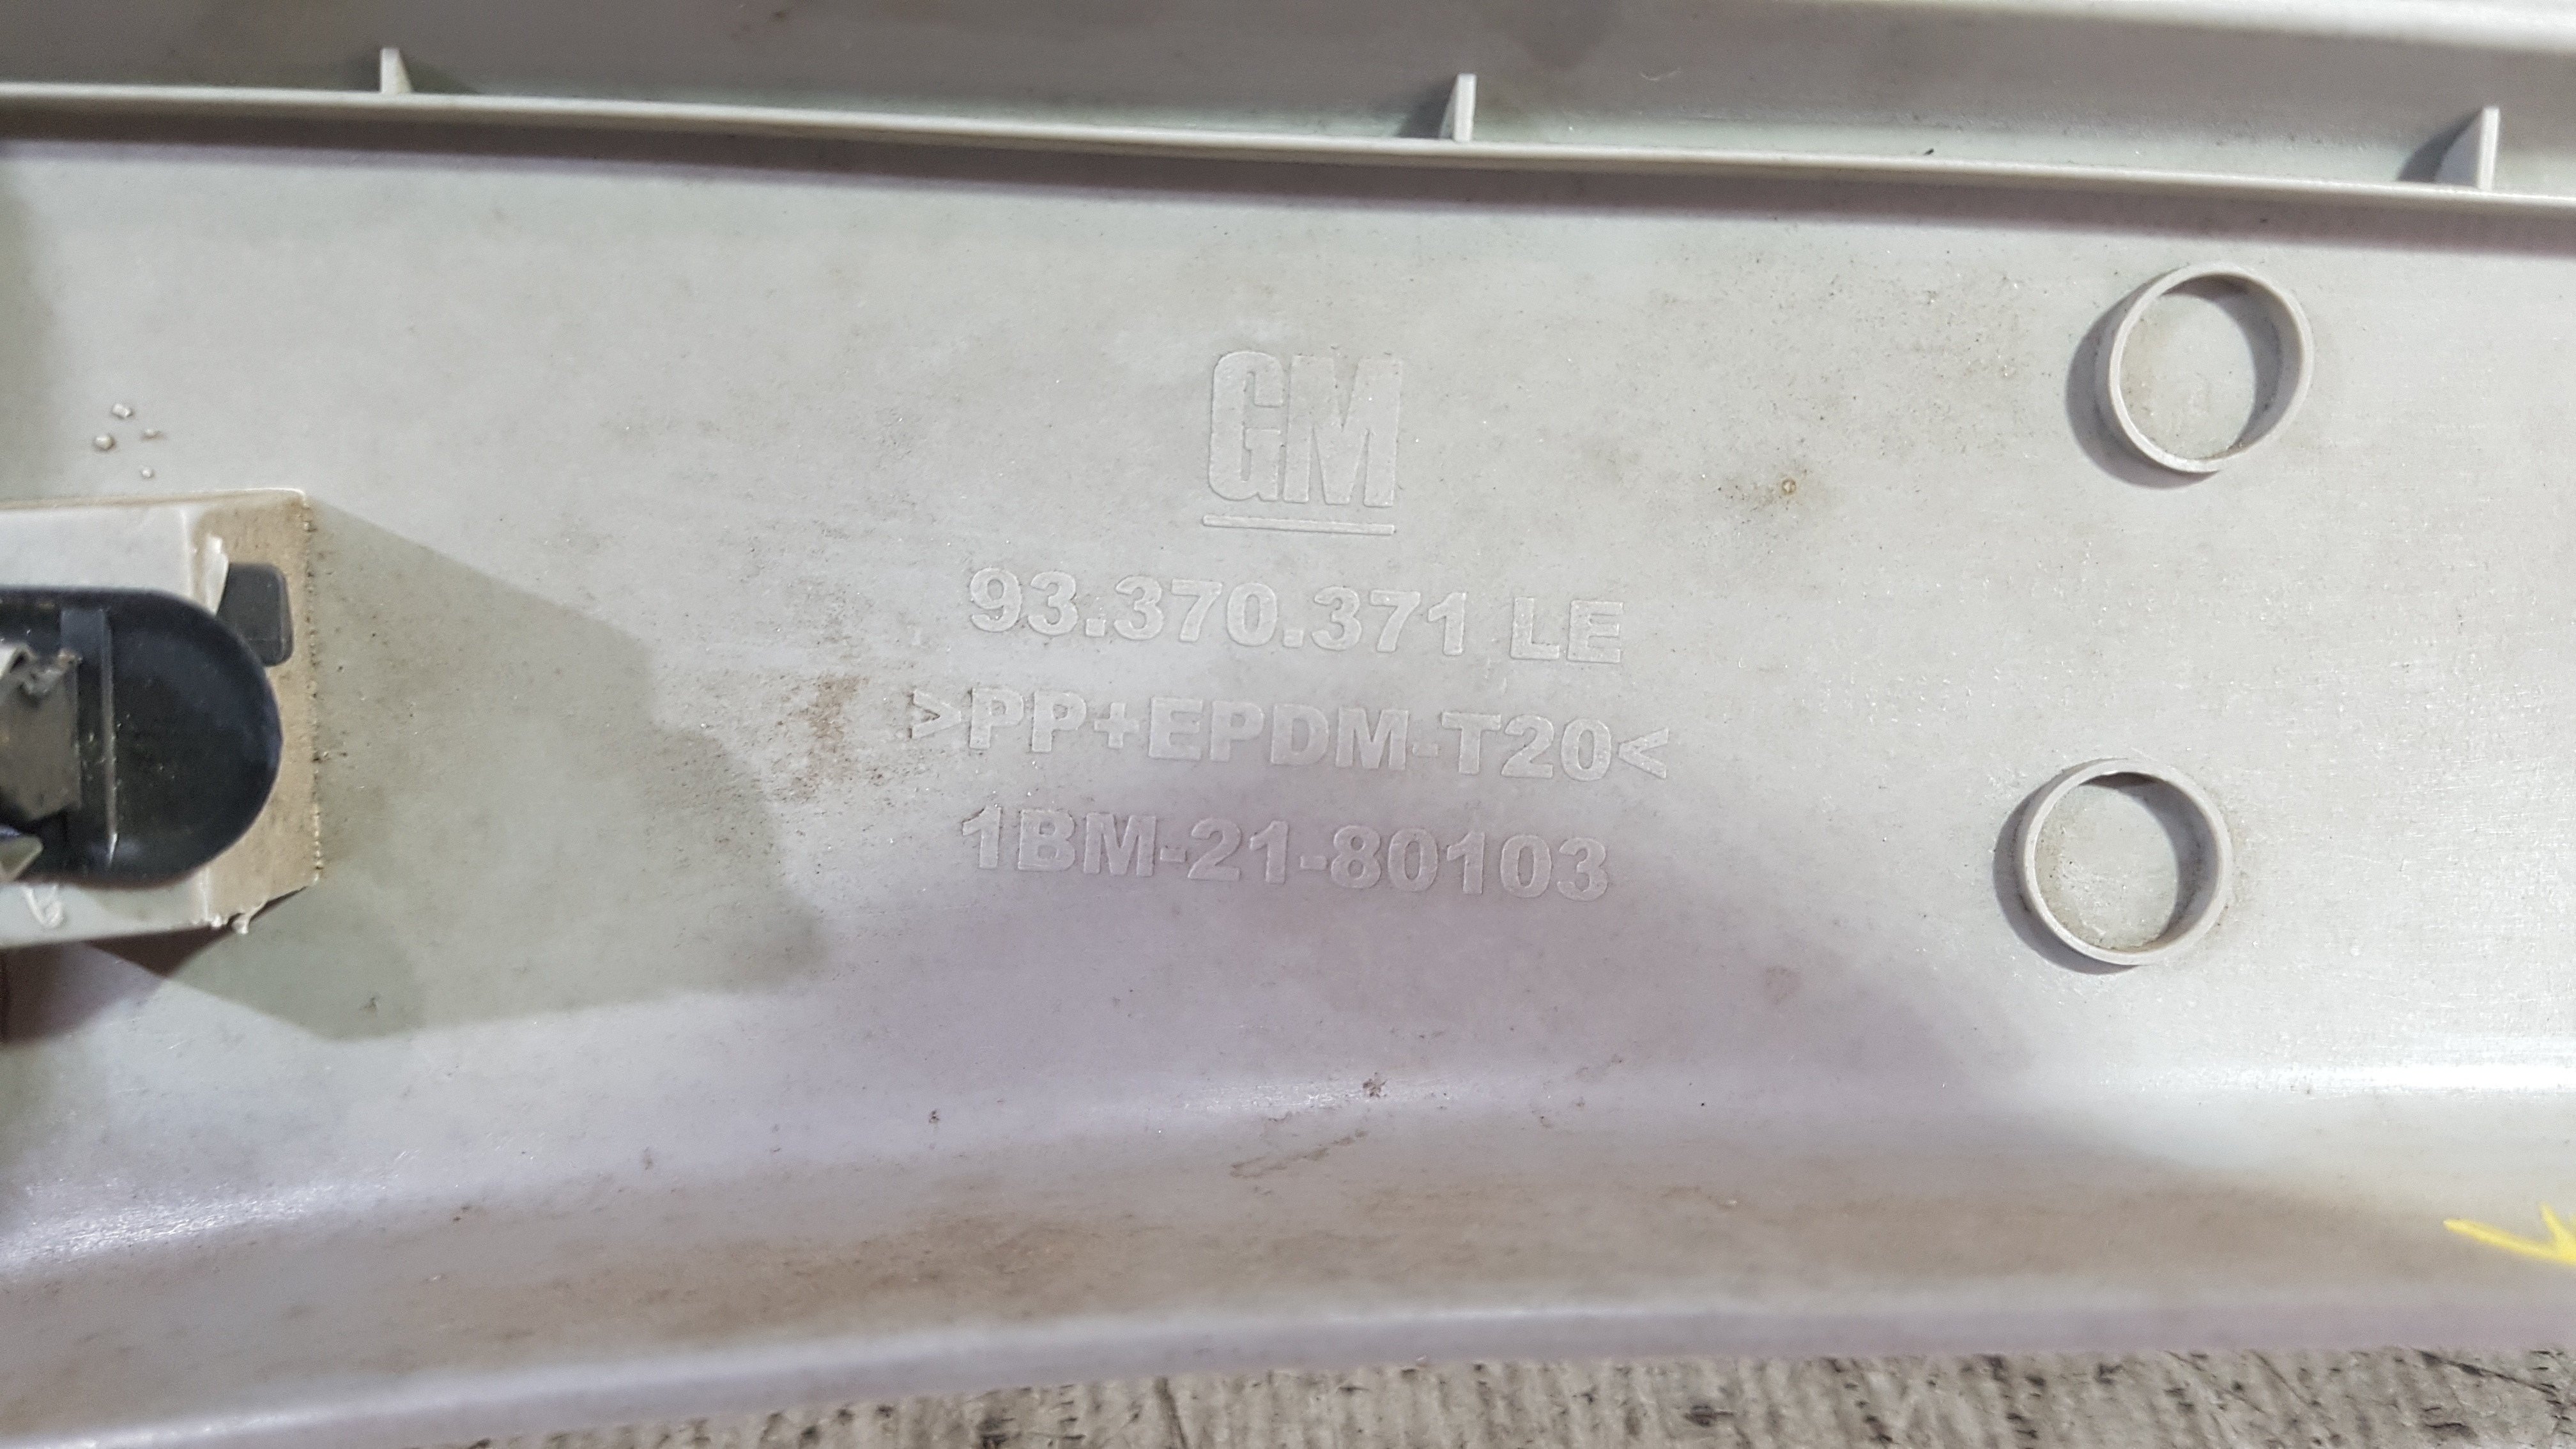 GM
93.370.371 LE
>PP+EPDM-T20<
1BM-21-80103